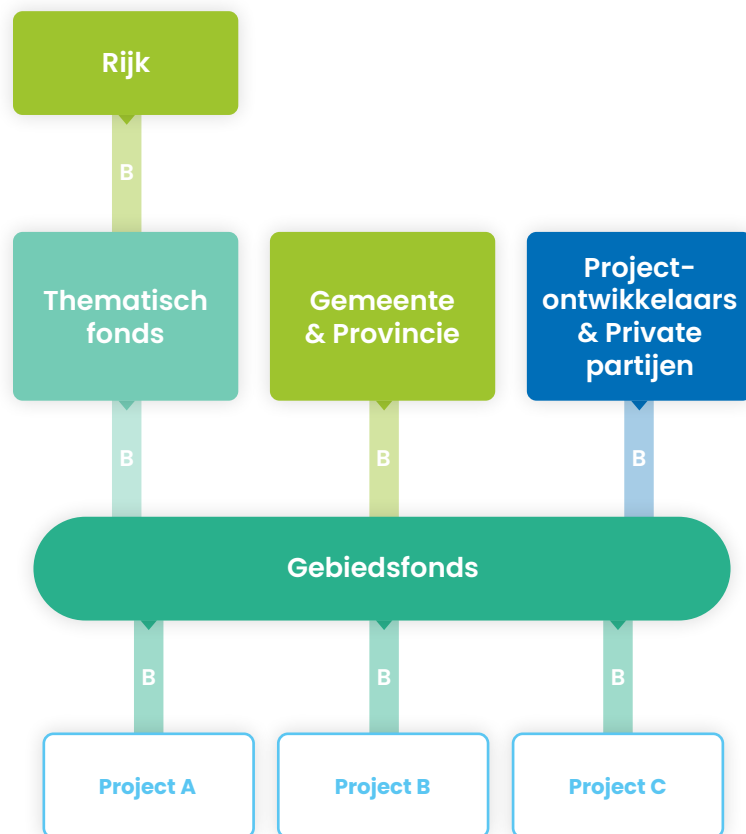 Rijk
B
Thematisch
fonds
Gemeente
& Provincie
Project-
ontwikkelaars
& Private
partijen
B
B
B
Gebiedsfonds
B
B
B
Project A
Project B
Project C